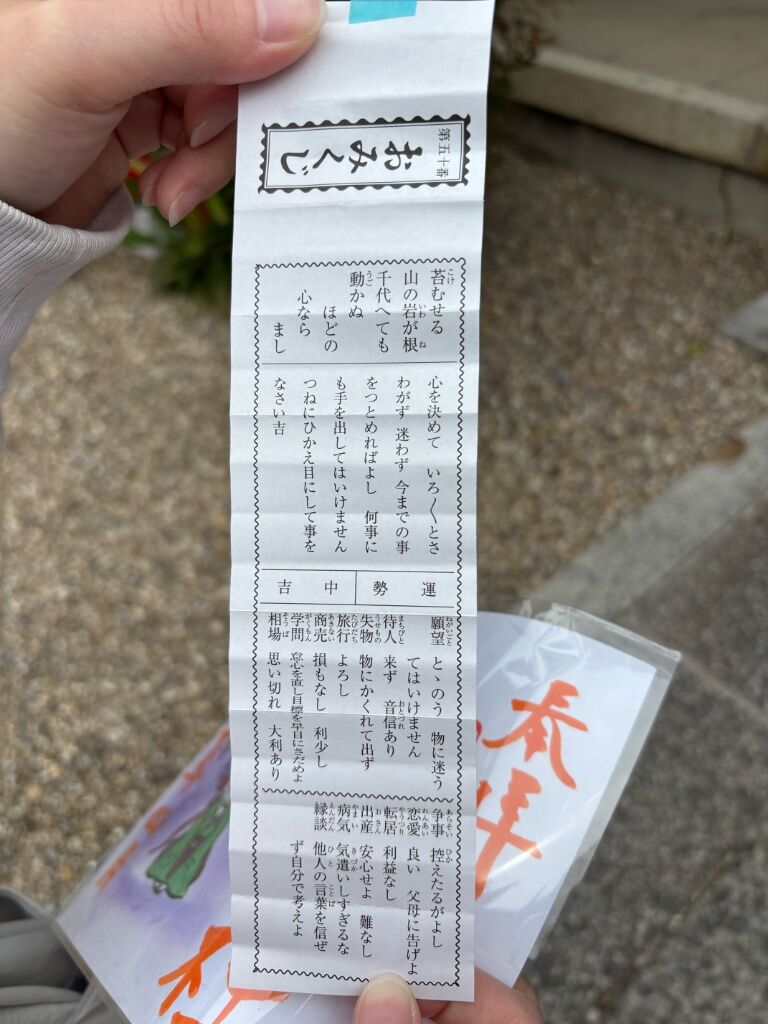 第五十番
おみくじ
苔むせる
山の岩が根
千代へても
動かぬ
ほどの
心なら
まし
心を決めて いろ〳〵とさ
わがず 迷わず 今までの事
をつとめればよし 何事に
も手を出してはいけません
つねにひかえ目にして事を
なさい吉
運勢
中吉
願望 とゝのう 物に迷う
てはいけません
待人 来ず 音信あり
失物 物にかくれて出ず
旅行 よろし
商売 損もなし 利少し
学問 忘心を直し目標を早目にさだめよ
相場 思い切れ 大利あり
争事 控えたるがよし
恋愛 良い 父母に告げよ
転居 利益なし
出産 安心せよ 難なし
病気 気遣いしすぎるな
縁談 他人の言葉を信ぜ
ず自分で考えよ
奉拝